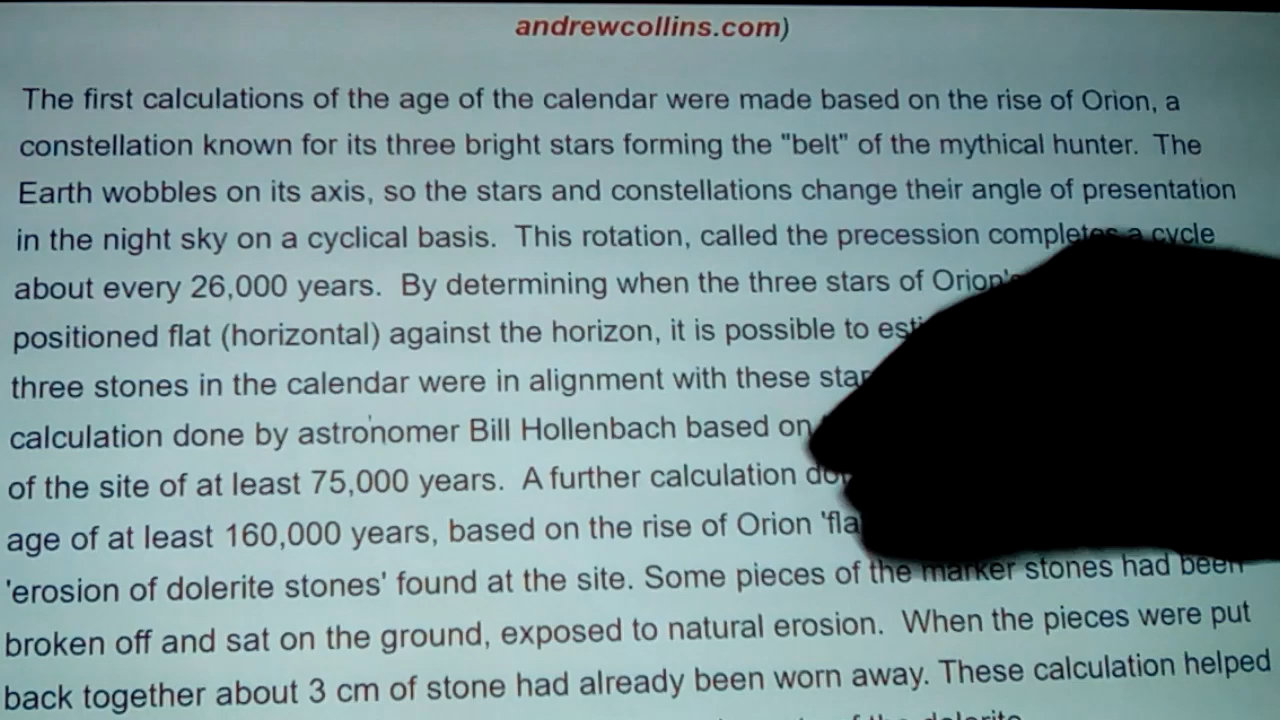 andrewcollins.com)
The first calculations of the age of the calendar were made based on the rise of Orion, a
constellation known for its three bright stars forming the "belt" of the mythical hunter. The
Earth wobbles on its axis, so the stars and constellations change their angle of presentation
in the night sky on a cyclical basis. This rotation, called the precession completes a cycle
about every 26,000 years. By determining when the three stars of Orion's
positioned flat (horizontal) against the horizon, it is possible to
three stones in the calendar were in alignment with these
calculation done by astronomer Bill Hollenbach based on
of the site of at least 75,000 years. A further calculation
age of at least 160,000 years, based on the rise of Orion
'erosion of dolerite stones' found at the site. Some pieces of the marker stones had been
broken off and sat on the ground, exposed to natural erosion. When the pieces were put
back together about 3 cm of stone had already been worn away. These calculation helped